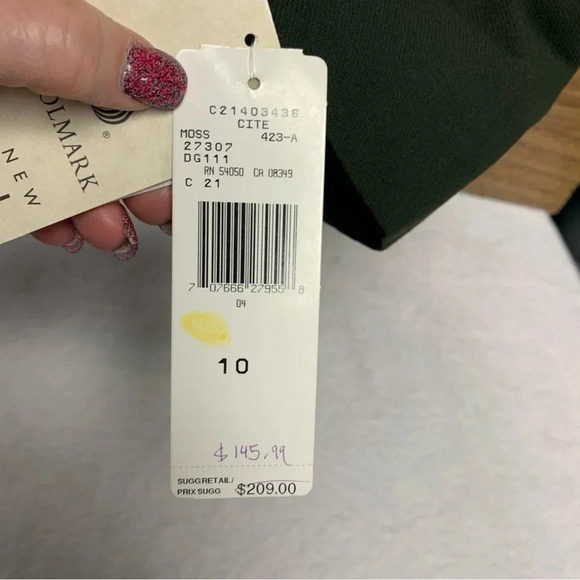 C21403436
CITE
MOSS 423-A
27307
DG111
RN 54050 CA 08349
C 21
7 07666 27955 8
04
10
$145.99
SUGG RETAIL/
PRIX SUGG $209.00
OLMARK
®
NEW